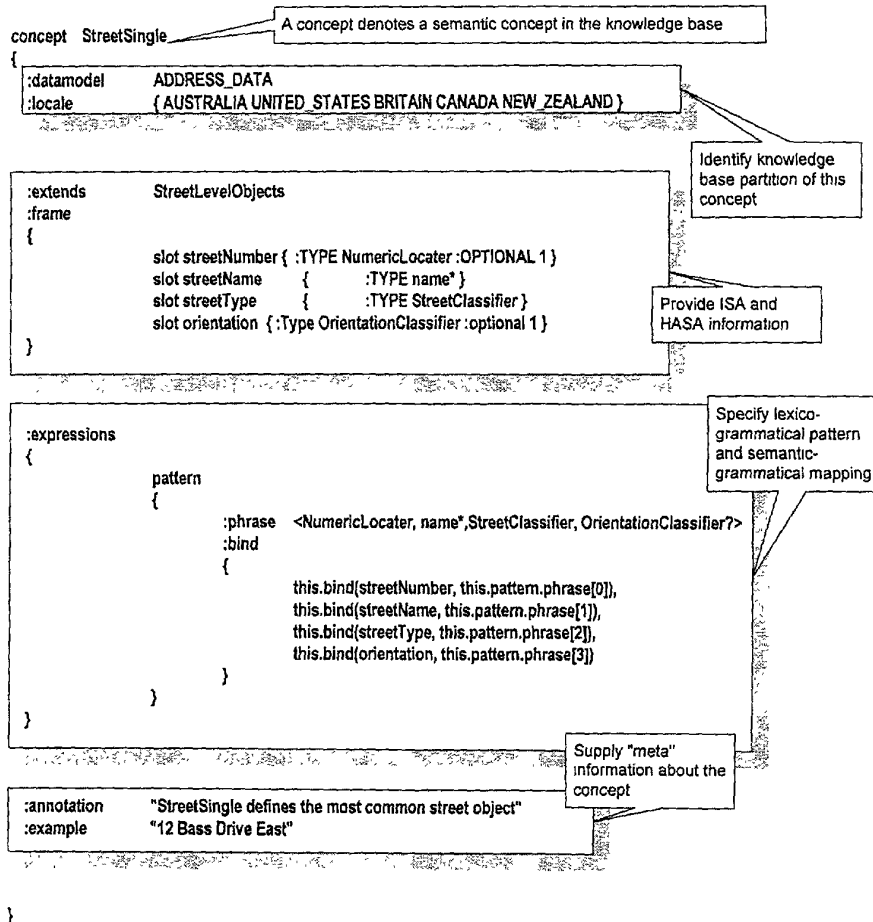 concept StreetSingle
A concept denotes a semantic concept in the knowledge base
{
:datamodel ADDRESS_DATA
:locale { AUSTRALIA UNITED_STATES BRITAIN CANADA NEW_ZEALAND }
Identify knowledge
base partition of this
concept
:extends StreetLevelObjects
:frame
{
slot streetNumber { :TYPE NumericLocater :OPTIONAL 1 }
slot streetName { :TYPE name* }
slot streetType { :TYPE StreetClassifier }
slot orientation { :Type OrientationClassifier :optional 1 }
}
Provide ISA and
HASA information
:expressions
{
pattern
{
:phrase <NumericLocater, name*,StreetClassifier, OrientationClassifier?>
:bind
{
this.bind(streetNumber, this.pattern.phrase[0]),
this.bind(streetName, this.pattern.phrase[1]),
this.bind(streetType, this.pattern.phrase[2]),
this.bind(orientation, this.pattern.phrase[3])
}
}
}
Specify lexico-
grammatical pattern
and semantic-
grammatical mapping
Supply "meta"
information about the
concept
:annotation "StreetSingle defines the most common street object"
:example "12 Bass Drive East"
}